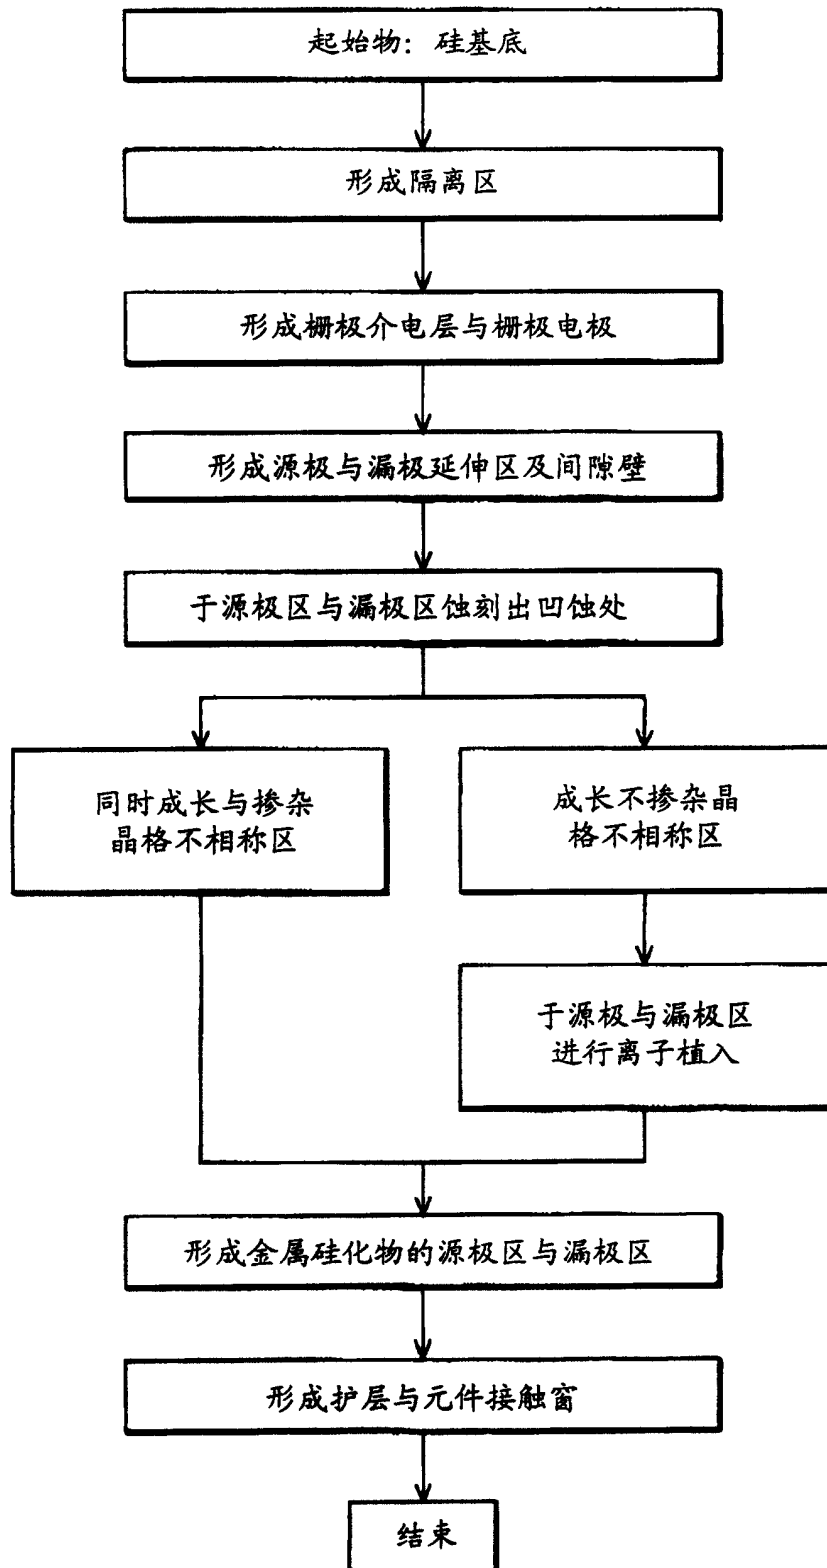 起始物：硅基底
形成隔离区
形成栅极介电层与栅极电极
形成源极与漏极延伸区及间隙壁
于源极区与漏极区蚀刻出凹蚀处
同时成长与掺杂
晶格不相称区
成长不掺杂晶
格不相称区
于源极与漏极区
进行离子植入
形成金属硅化物的源极区与漏极区
形成护层与元件接触窗
结束